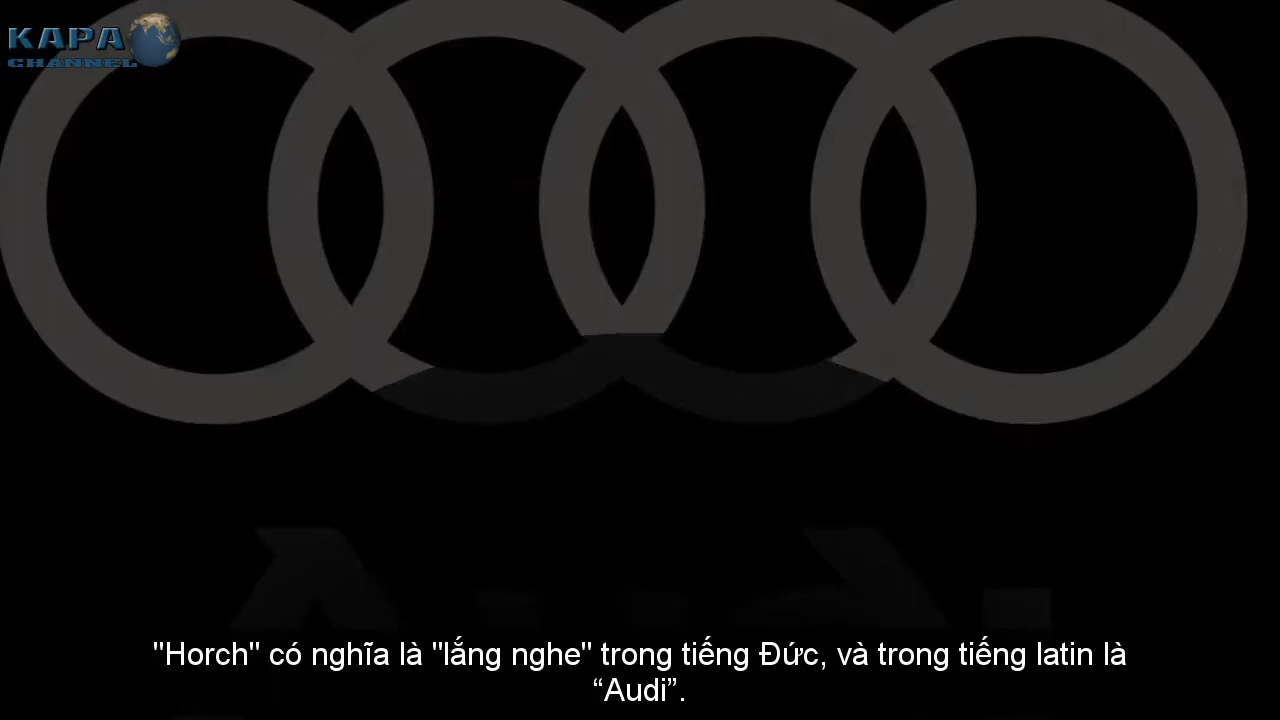 KAPA
CHANNEL
"Horch" có nghĩa là "lắng nghe" trong tiếng Đức, và trong tiếng latin là
“Audi”.